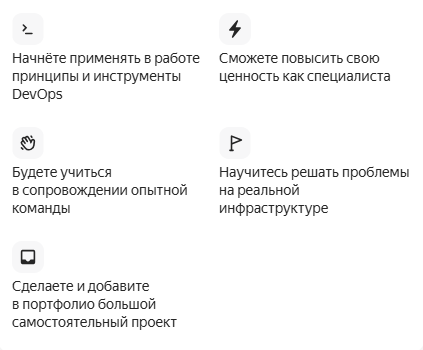 Начнёте применять в работе
принципы и инструменты
DevOps
Сможете повысить свою
ценность как специалиста
Будете учиться
в сопровождении опытной
команды
Научитесь решать проблемы
на реальной
инфраструктуре
Сделаете и добавите
в портфолио большой
самостоятельный проект